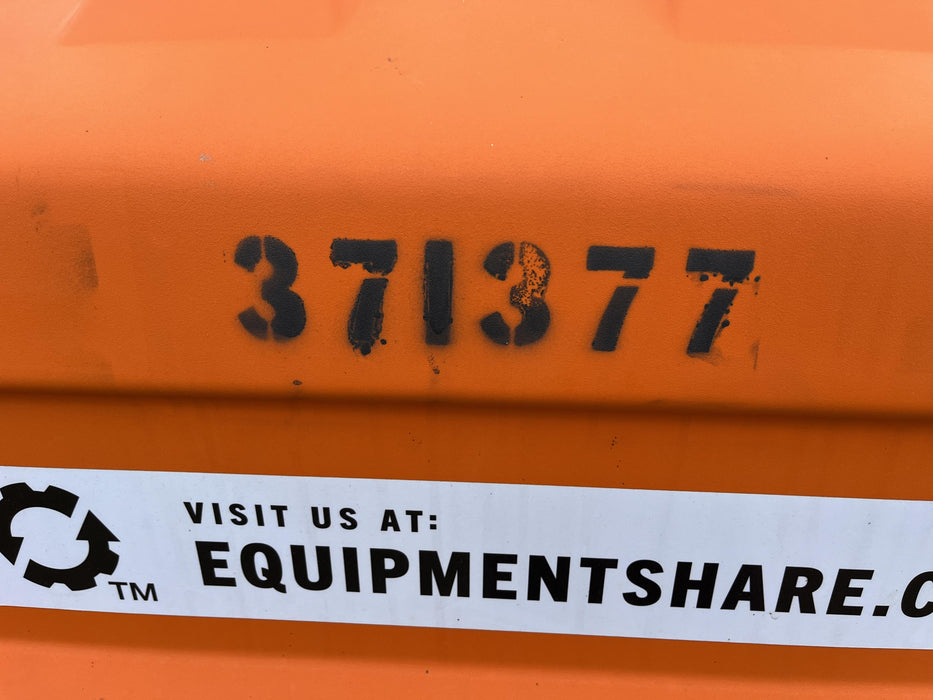 371377
VISIT US AT:
EQUIPMENTSHARE.C
TM